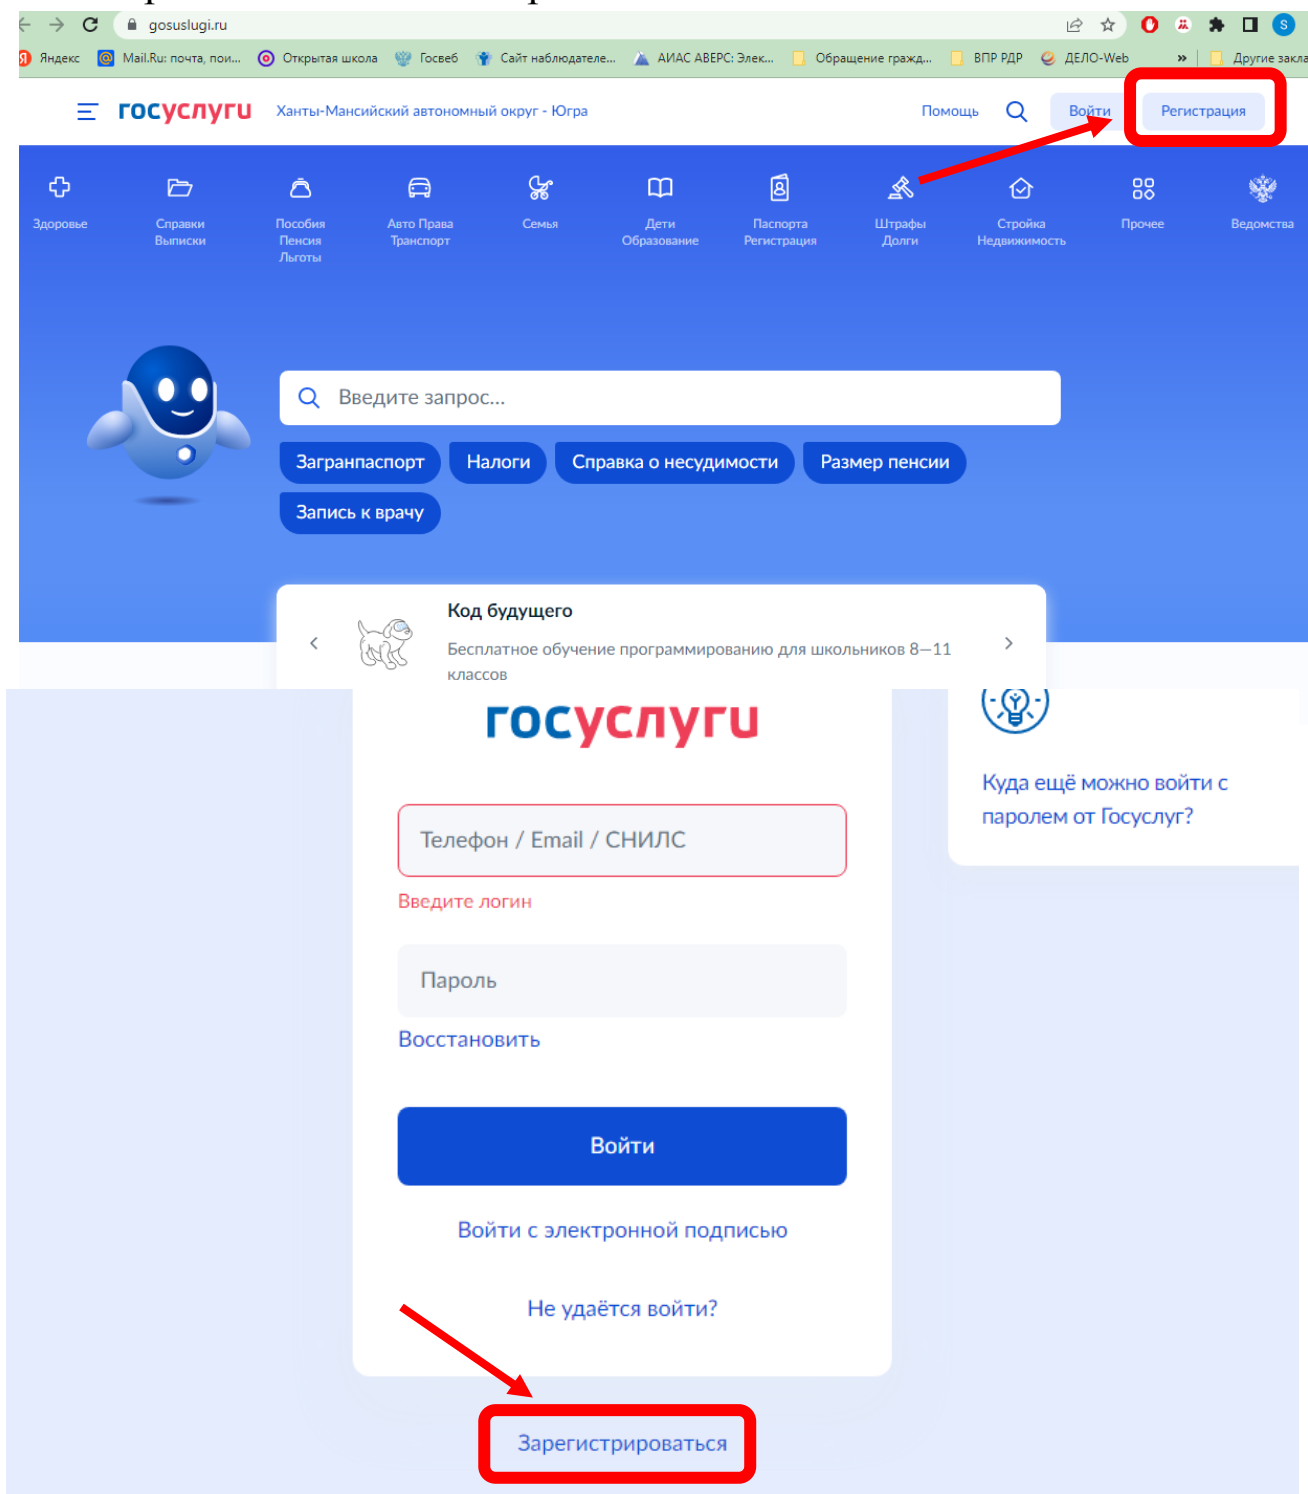 gosuslugi.ru
Яндекс Mail.Ru: почта, пои... Открытая школа Госвеб Сайт наблюдателе... АИАС АВЕРС: Элек... Обращение гражд... ВПР РДР ДЕЛО-Web » Другие закла
госуслуги Ханты-Мансийский автономный округ - Югра Помощь Войти Регистрация
Здоровье Справки Пособия Авто Права Семья Дети Паспорта Штрафы Стройка Прочее Ведомства
Выписки Пенсия Транспорт Образование Регистрация Долги Недвижимость
Льготы
Введите запрос...
Загранпаспорт Налоги Справка о несудимости Размер пенсии
Запись к врачу
Код будущего
Бесплатное обучение программированию для школьников 8—11
классов
госуслуги
Куда ещё можно войти с
паролем от Госуслуг?
Телефон / Email / СНИЛС
Введите логин
Пароль
Восстановить
Войти
Войти с электронной подписью
Не удаётся войти?
Зарегистрироваться